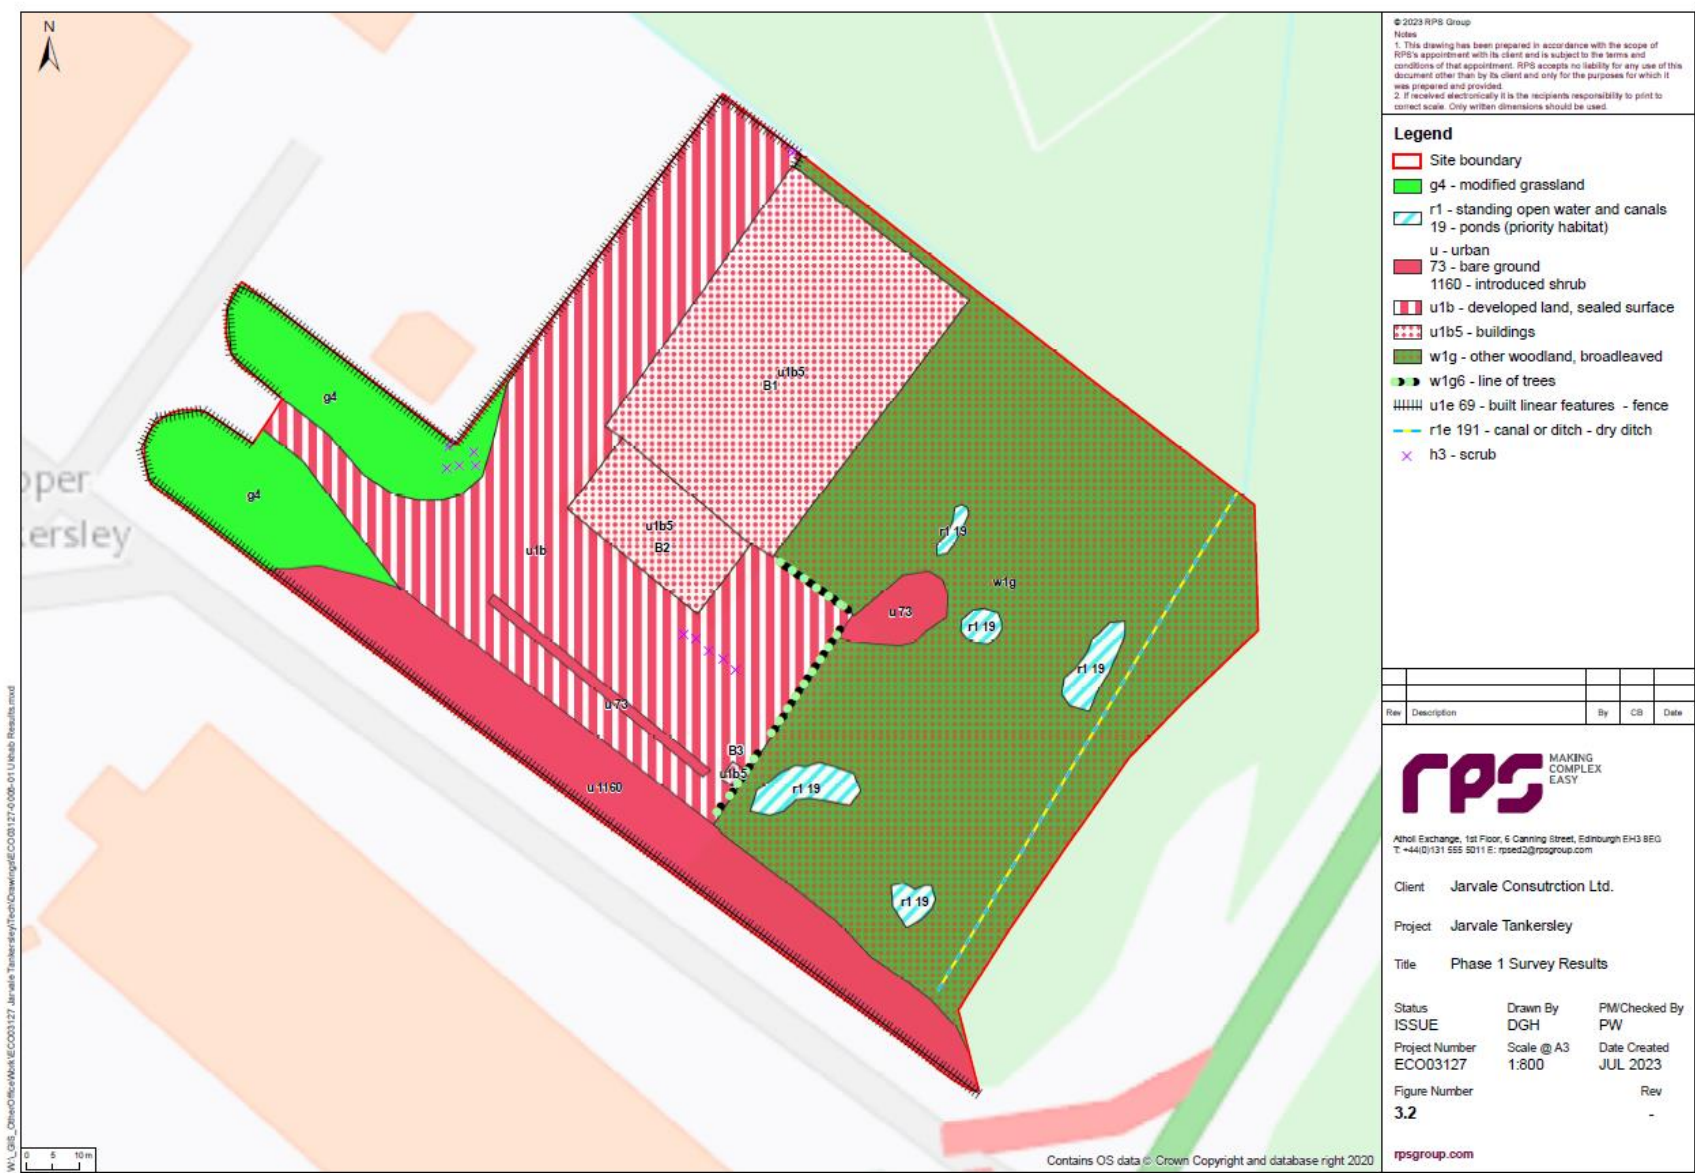 N
© 2023 RPS Group
Notes
1. This drawing has been prepared in accordance with the scope of
RPS's appointment with its client and is subject to the terms and
conditions of that appointment. RPS accepts no liability for any use of this
document other than by its client and only for the purposes for which it
was prepared and provided.
2. If received electronically it is the recipients responsibility to print to
correct scale. Only written dimensions should be used.
Legend
Site boundary
g4 - modified grassland
r1 - standing open water and canals
19 - ponds (priority habitat)
u - urban
73 - bare ground
1160 - introduced shrub
u1b - developed land, sealed surface
u1b5 - buildings
w1g - other woodland, broadleaved
w1g6 - line of trees
u1e 69 - built linear features - fence
r1e 191 - canal or ditch - dry ditch
h3 - scrub
u1b5
B1
g4
g4
pper
kersley
u1b5
B2
u1b
r1 19
w1g
u 73
r1 19
r1 19
u 73
B3
u1b5
r1 19
u 1160
r1 19
Rev Description By CB Date
rps
MAKING
COMPLEX
EASY
Atholl Exchange, 1st Floor, 6 Canning Street, Edinburgh EH3 8EG
T: +44(0)131 555 5011 E: rpsed2@rpsgroup.com
Client Jarvale Consutrction Ltd.
Project Jarvale Tankersley
Title Phase 1 Survey Results
Status Drawn By PM/Checked By
ISSUE DGH PW
Project Number Scale @ A3 Date Created
ECO03127 1:800 JUL 2023
Figure Number Rev
3.2 -
rpsgroup.com
0 5 10 m
Contains OS data © Crown Copyright and database right 2020